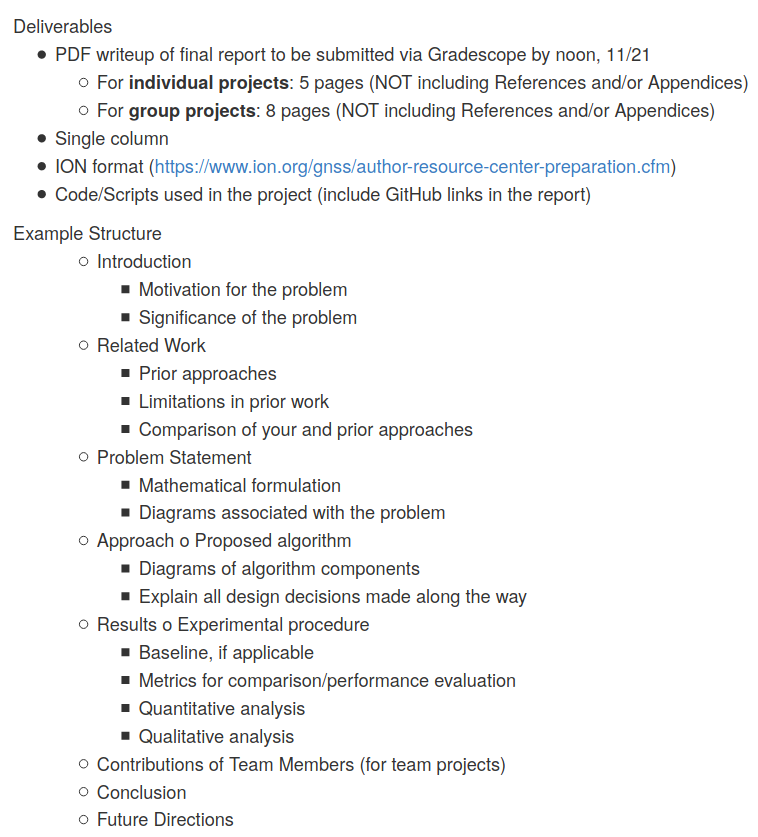 Deliverables
PDF writeup of final report to be submitted via Gradescope by noon, 11/21
For individual projects: 5 pages (NOT including References and/or Appendices)
For group projects: 8 pages (NOT including References and/or Appendices)
Single column
ION format (https://www.ion.org/gnss/author-resource-center-preparation.cfm)
Code/Scripts used in the project (include GitHub links in the report)
Example Structure
Introduction
Motivation for the problem
Significance of the problem
Related Work
Prior approaches
Limitations in prior work
Comparison of your and prior approaches
Problem Statement
Mathematical formulation
Diagrams associated with the problem
Approach o Proposed algorithm
Diagrams of algorithm components
Explain all design decisions made along the way
Results o Experimental procedure
Baseline, if applicable
Metrics for comparison/performance evaluation
Quantitative analysis
Qualitative analysis
Contributions of Team Members (for team projects)
Conclusion
Future Directions